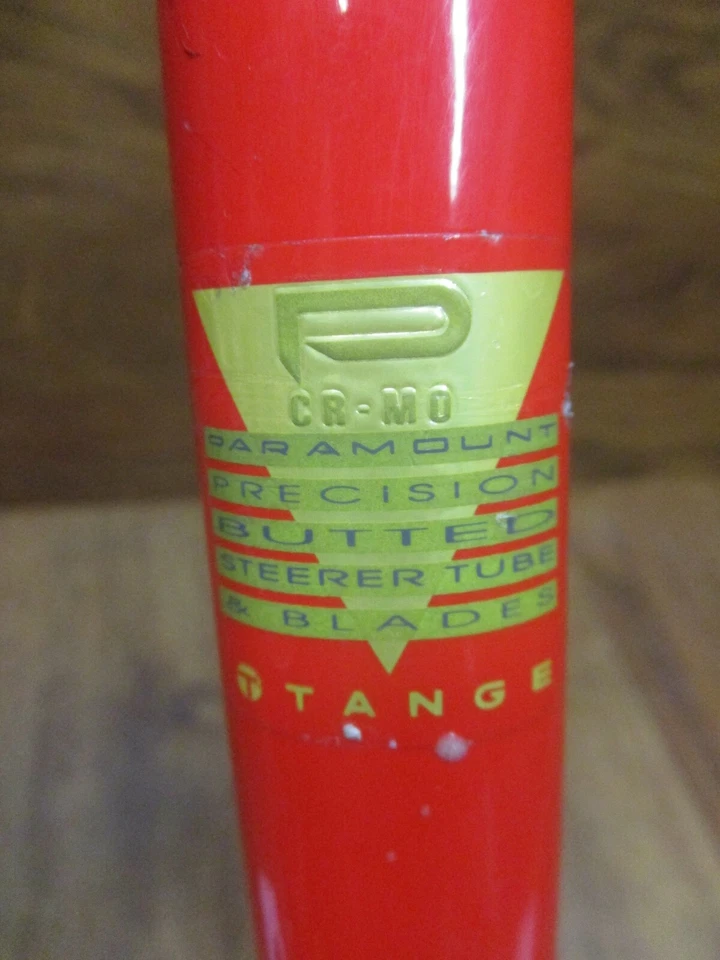 P
CR-MO
PARAMOUNT
PRECiSION
BUTTED
STEERER TUBE
& BLADES
T TANGE